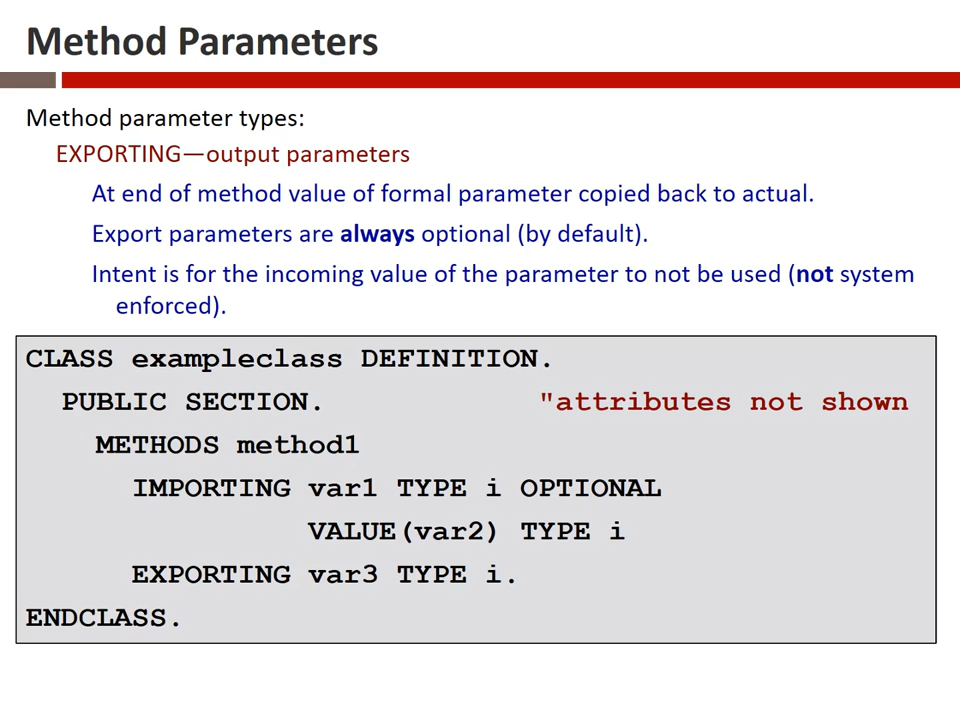 Method Parameters
Method parameter types:
EXPORTING—output parameters
At end of method value of formal parameter copied back to actual.
Export parameters are always optional (by default).
Intent is for the incoming value of the parameter to not be used (not system
enforced).
CLASS exampleclass DEFINITION.
PUBLIC SECTION. "attributes not shown
METHODS method1
IMPORTING var1 TYPE i OPTIONAL
VALUE(var2) TYPE i
EXPORTING var3 TYPE i.
ENDCLASS.